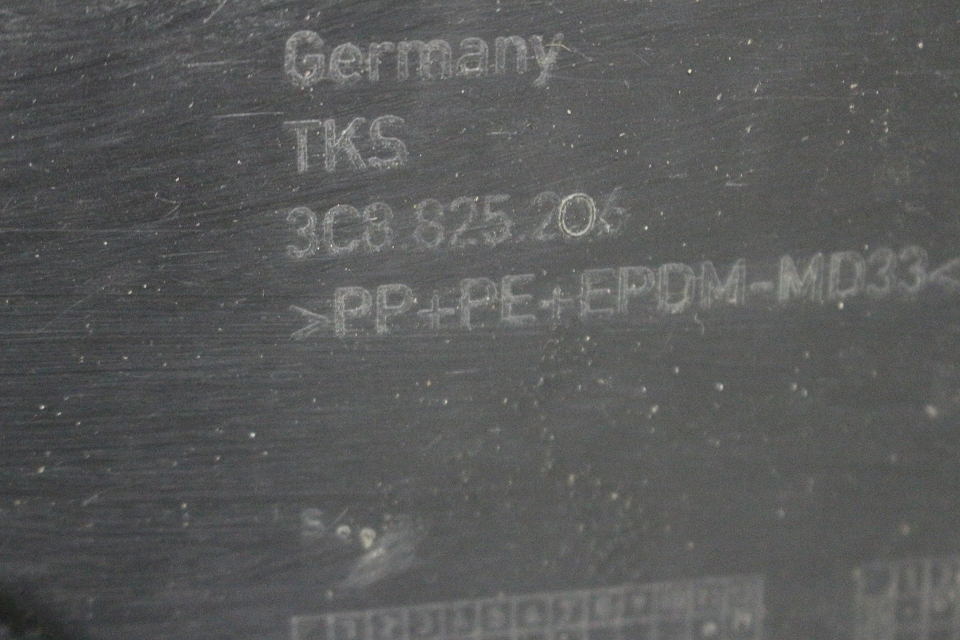 Germany
TKS
3C8 825 206
>PP+PE+EPDM-MD33<